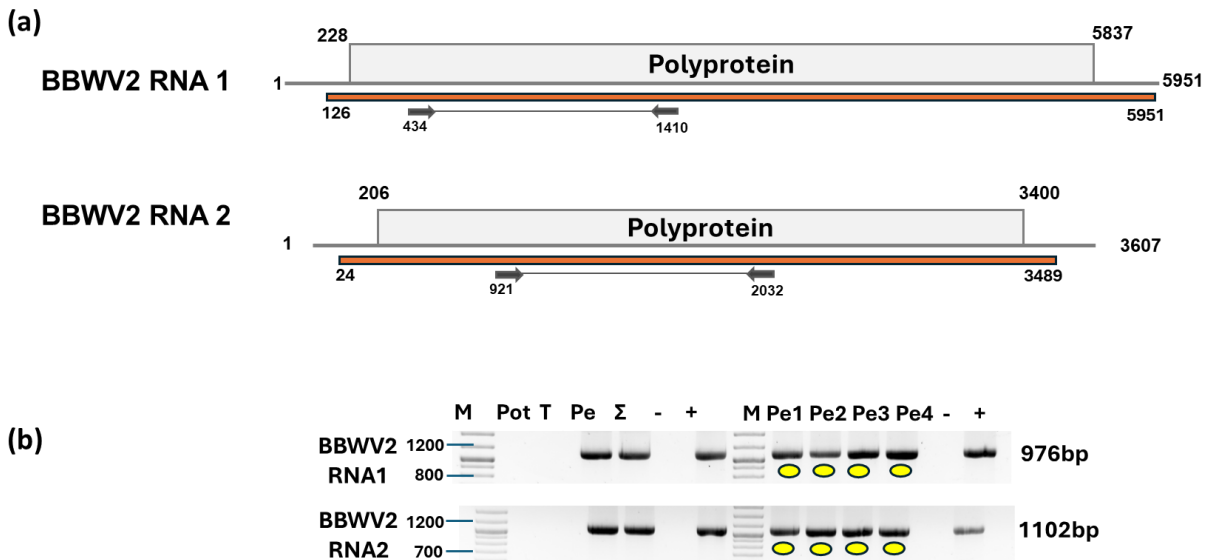 (a)
228 5837
BBWV2 RNA 1 1 Polyprotein 5951
126 5951
434 1410
206 3400
BBWV2 RNA 2 1 Polyprotein 3607
24 3489
921 2032
(b)
M Pot T Pe Σ - + M Pe1 Pe2 Pe3 Pe4 - +
BBWV2 1200
RNA1 800
976bp
BBWV2 1200
RNA2 700
1102bp